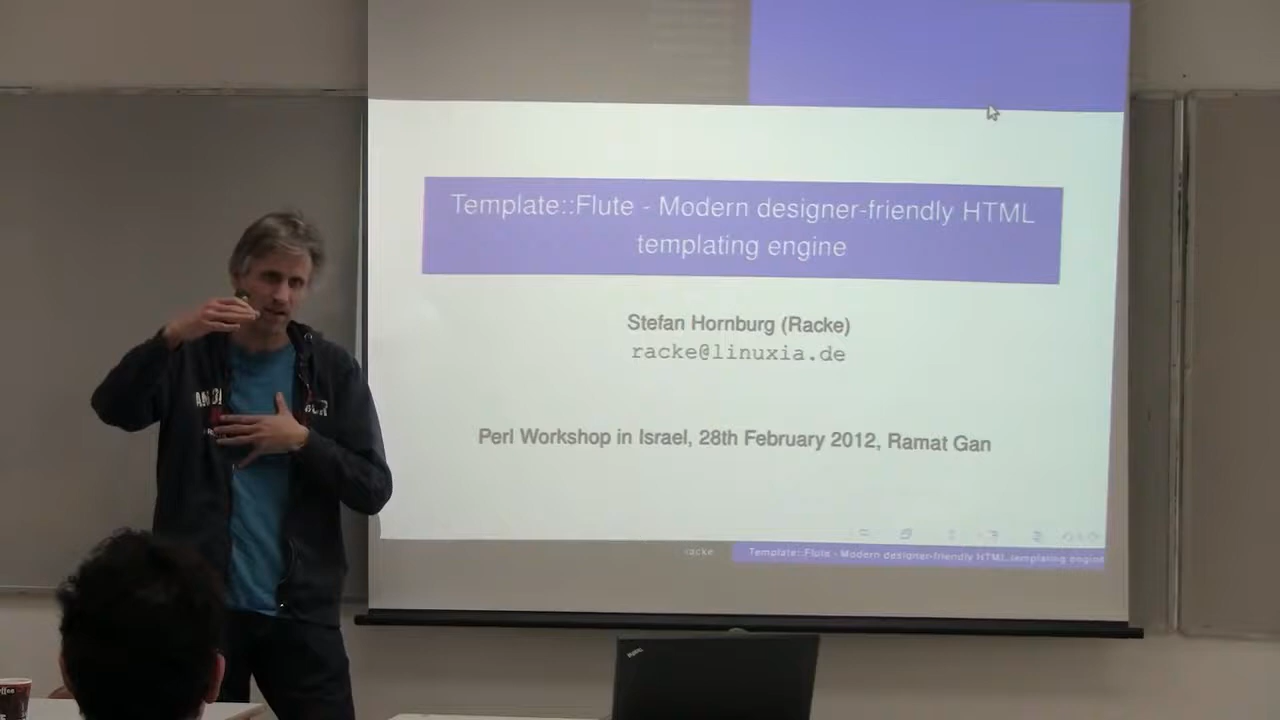 Template::Flute - Modern designer-friendly HTML
templating engine
Stefan Hornburg (Racke)
racke@linuxia.de
Perl Workshop in Israel, 28th February 2012, Ramat Gan
racke
Template::Flute - Modern designer-friendly HTML templating engine